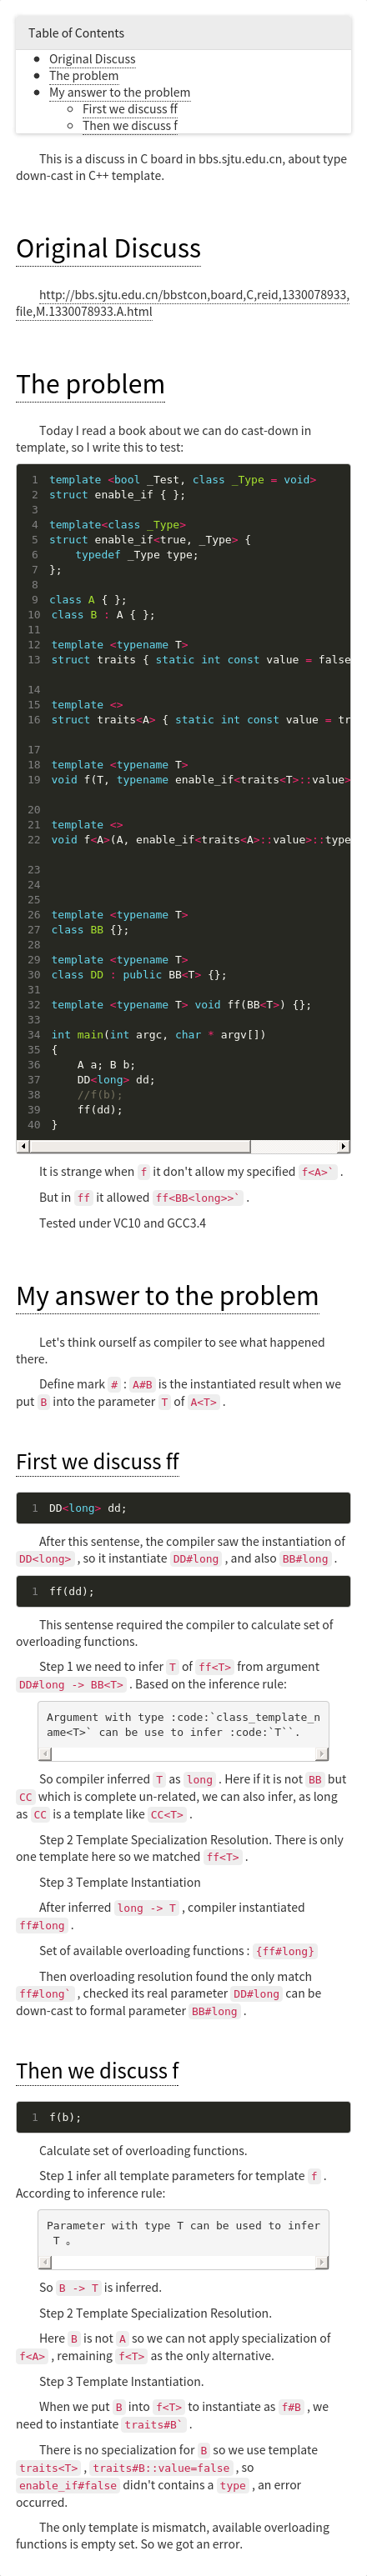 Table of Contents
Original Discuss
The problem
My answer to the problem
First we discuss ff
Then we discuss f
This is a discuss in C board in bbs.sjtu.edu.cn, about type
down-cast in C++ template.
Original Discuss
http://bbs.sjtu.edu.cn/bbstcon,board,C,reid,1330078933,
file,M.1330078933.A.html
The problem
Today I read a book about we can do cast-down in
template, so I write this to test:
1 template <bool _Test, class _Type = void>
2 struct enable_if { };
3
4 template<class _Type>
5 struct enable_if<true, _Type> {
6     typedef _Type type;
7 };
8
9 class A { };
10 class B : A { };
11
12 template <typename T>
13 struct traits { static int const value = false
14
15 template <>
16 struct traits<A> { static int const value = tr
17
18 template <typename T>
19 void f(T, typename enable_if<traits<T>::value>
20
21 template <>
22 void f<A>(A, enable_if<traits<A>::value>::type
23
24
25
26 template <typename T>
27 class BB {};
28
29 template <typename T>
30 class DD : public BB<T> {};
31
32 template <typename T> void ff(BB<T>) {};
33
34 int main(int argc, char * argv[])
35 {
36     A a; B b;
37     DD<long> dd;
38     //f(b);
39     ff(dd);
40 }
It is strange when f it don't allow my specified f<A>` .
But in ff it allowed ff<BB<long>>` .
Tested under VC10 and GCC3.4
My answer to the problem
Let's think ourself as compiler to see what happened
there.
Define mark # : A#B is the instantiated result when we
put B into the parameter T of A<T> .
First we discuss ff
1 DD<long> dd;
After this sentence, the compiler saw the instantiation of
DD<long> , so it instantiate DD#long , and also BB#long .
1 ff(dd);
This sentence required the compiler to calculate set of
overloading functions.
Step 1 we need to infer T of ff<T> from argument
DD#long -> BB<T> . Based on the inference rule:
Argument with type :code:`class_template_n
ame<T>` can be use to infer :code:`T``.
So compiler inferred T as long . Here if it is not BB but
CC which is complete un-related, we can also infer, as long
as CC is a template like CC<T> .
Step 2 Template Specialization Resolution. There is only
one template here so we matched ff<T> .
Step 3 Template Instantiation
After inferred long -> T , compiler instantiated
ff#long .
Set of available overloading functions : {ff#long}
Then overloading resolution found the only match
ff#long` , checked its real parameter DD#long can be
down-cast to formal parameter BB#long .
Then we discuss f
1 f(b);
Calculate set of overloading functions.
Step 1 infer all template parameters for template f .
According to inference rule:
Parameter with type T can be used to infer
T 。
So B -> T is inferred.
Step 2 Template Specialization Resolution.
Here B is not A so we can not apply specialization of
f<A> , remaining f<T> as the only alternative.
Step 3 Template Instantiation.
When we put B into f<T> to instantiate as f#B , we
need to instantiate traits#B` .
There is no specialization for B so we use template
traits<T> , traits#B::value=false , so
enable_if#false didn't contains a type , an error
occurred.
The only template is mismatch, available overloading
functions is empty set. So we got an error.